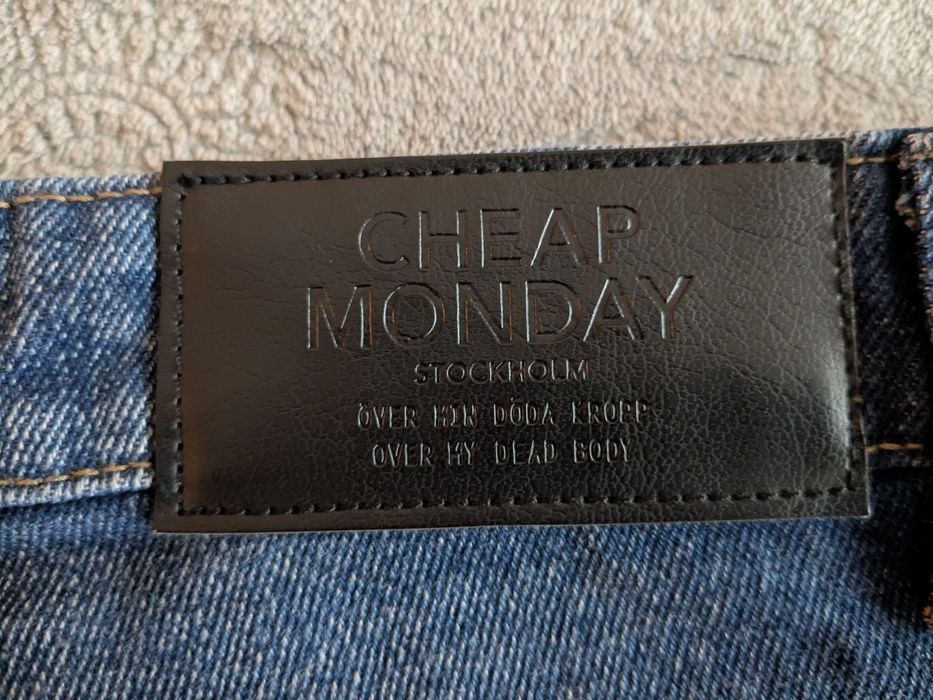 CHEAP
MONDAY
STOCKHOLM
ÖVER MIN DÖDA KROPP
OVER MY DEAD BODY